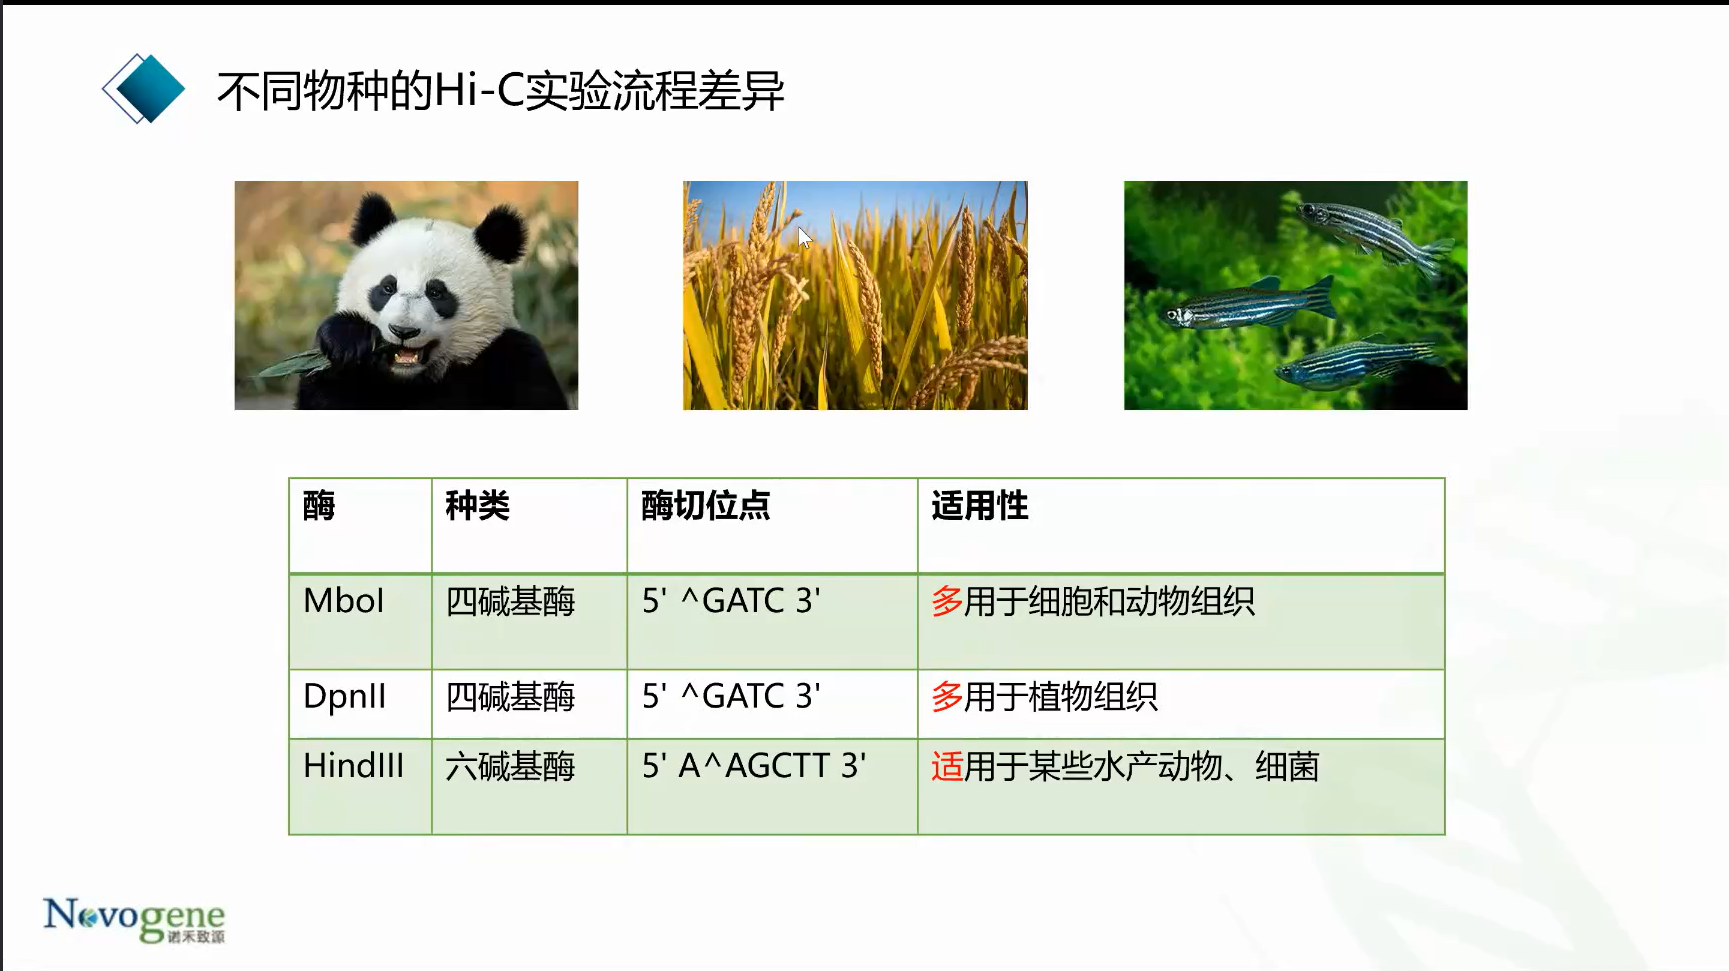 不同物种的Hi-C实验流程差异
酶 种类 酶切位点 适用性
MboI 四碱基酶 5' ^GATC 3' 多用于细胞和动物组织
DpnII 四碱基酶 5' ^GATC 3' 多用于植物组织
HindIII 六碱基酶 5' A^AGCTT 3' 适用于某些水产动物、细菌
Novogene
诺禾致源